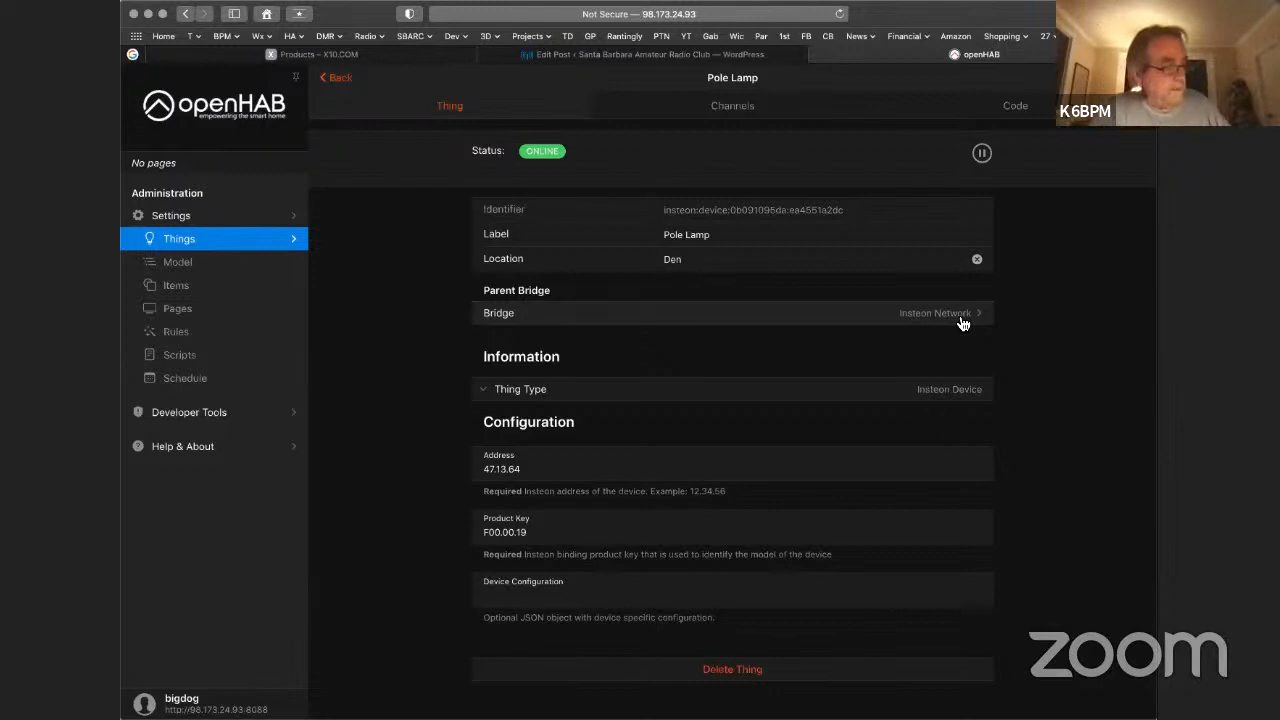 Not Secure — 98.173.24.93
Home T BPM Wx HA DMR Radio SBARC Dev 3D Projects TD GP Rantingly PTN YT Gab Wic Par 1st FB CB News Financial Amazon Shopping 27
Products – X10.COM
Edit Post ‹ Santa Barbara Amateur Radio Club — WordPress
openHAB
K6BPM
openHAB
empowering the smart home
Back
Pole Lamp
Thing
Channels
Code
No pages
Administration
Settings
Things
Model
Items
Pages
Rules
Scripts
Schedule
Developer Tools
Help & About
bigdog
http://98.173.24.93:8088
Status: ONLINE
Identifier insteon:device:0b091095da:ea4551a2dc
Label Pole Lamp
Location Den
Parent Bridge
Bridge Insteon Network
Information
Thing Type Insteon Device
Configuration
Address
47.13.64
Required Insteon address of the device. Example: 12.34.56
Product Key
F00.00.19
Required Insteon binding product key that is used to identify the model of the device
Device Configuration
Optional JSON object with device specific configuration.
Delete Thing
zoom